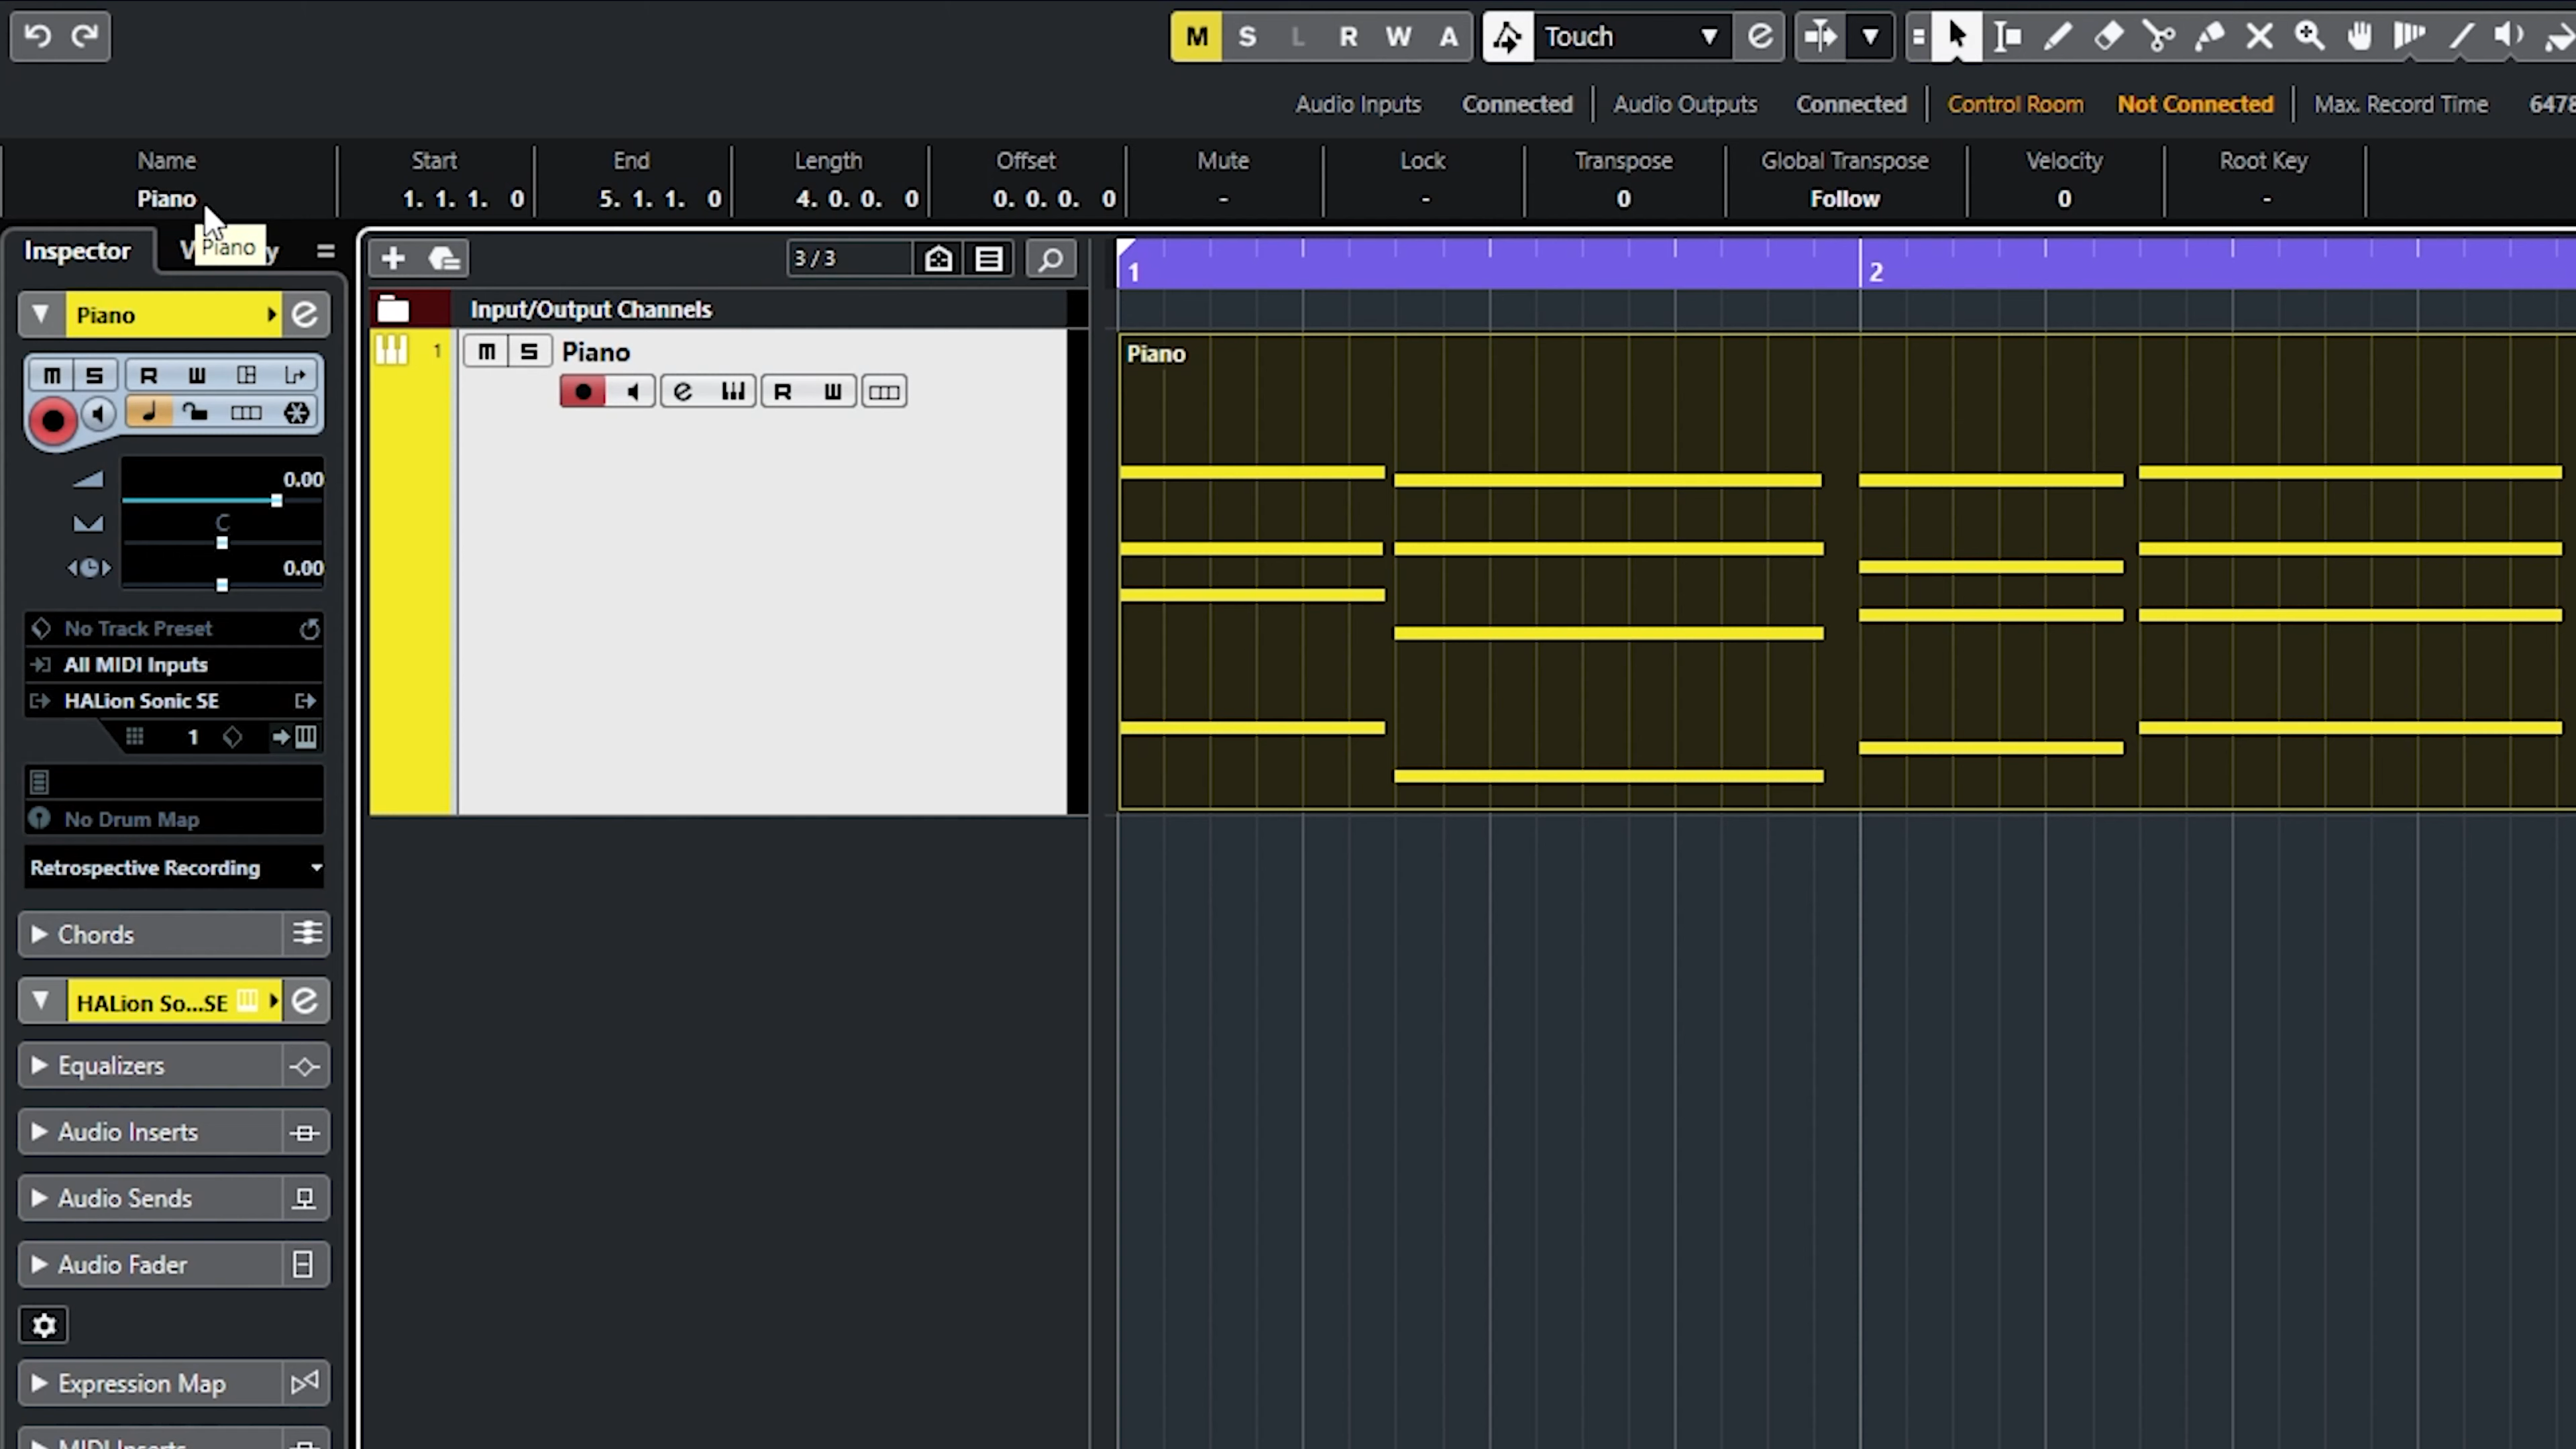 M S L R W A Touch
Audio Inputs Connected Audio Outputs Connected Control Room Not Connected Max. Record Time 6478
Name Start End Length Offset Mute Lock Transpose Global Transpose Velocity Root Key
Piano 1. 1. 1. 0 5. 1. 1. 0 4. 0. 0. 0 0. 0. 0. 0 - - 0 Follow 0 -
Inspector
Piano
3 / 3
1 2
Input/Output Channels
Piano
1 M S Piano
Piano
M S R W
R W
0.00
C
0.00
No Track Preset
All MIDI Inputs
HALion Sonic SE
1
No Drum Map
Retrospective Recording
Chords
HALion So...SE
Equalizers
Audio Inserts
Audio Sends
Audio Fader
Expression Map
MIDI Inserts